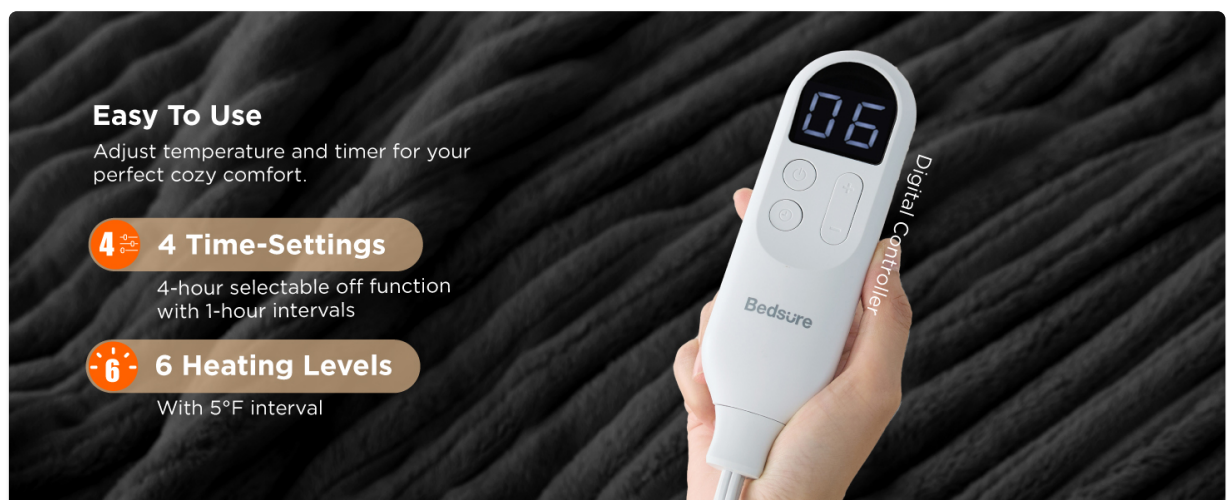 Easy To Use
Adjust temperature and timer for your
perfect cozy comfort.
4
4 Time-Settings
4-hour selectable off function
with 1-hour intervals
6
6 Heating Levels
With 5°F interval
06
Digital Controller
Bedsure